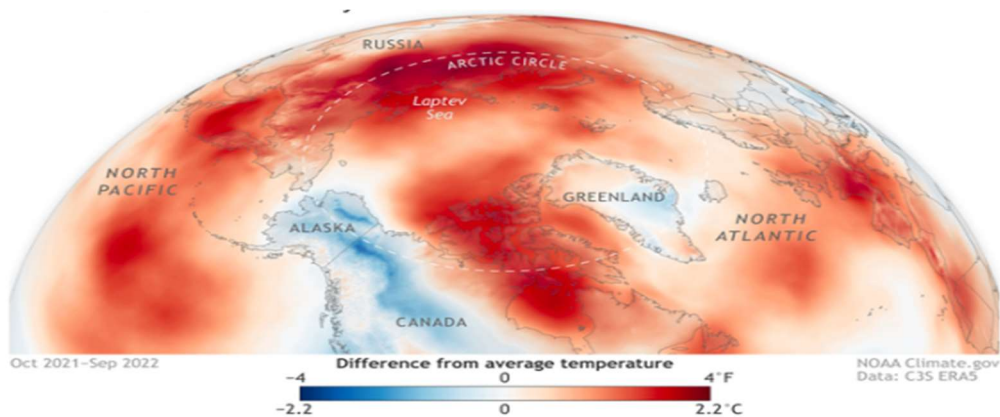 RUSSIA
ARCTIC CIRCLE
Laptev
Sea
NORTH
PACIFIC
GREENLAND
ALASKA
NORTH
ATLANTIC
CANADA
Oct 2021–Sep 2022
Difference from average temperature
NOAA Climate.gov
Data: C3S ERA5
−4 0 4°F
−2.2 0 2.2°C